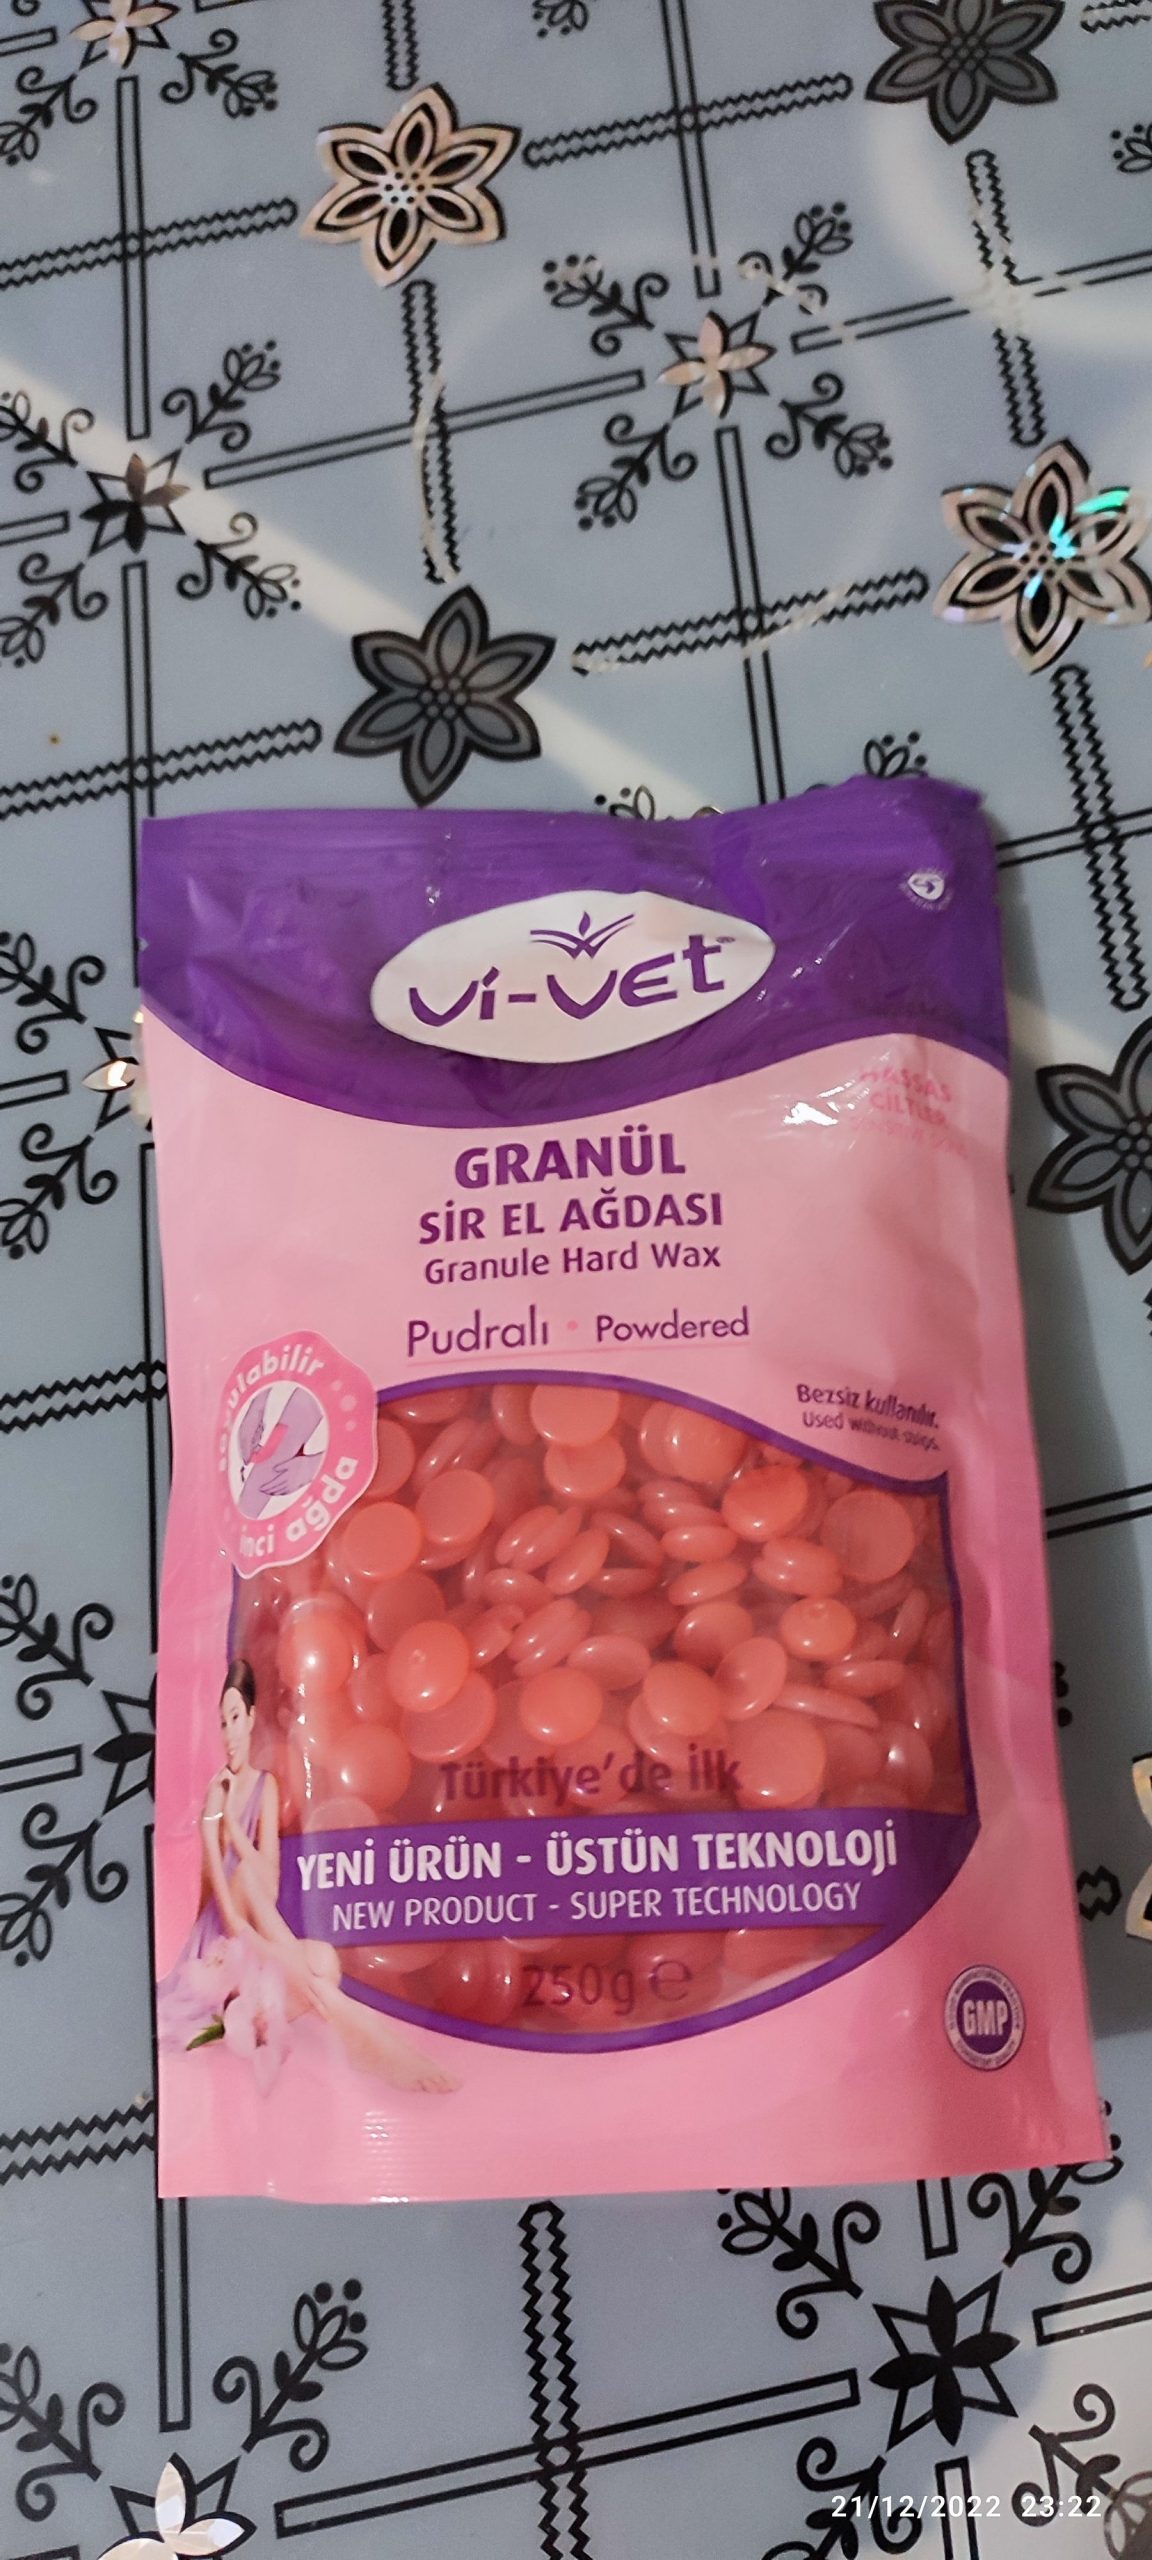 Vi-VET®
HASSAS
CİLTLER
GRANÜL
SİR EL AĞDASI
Granule Hard Wax
Pudralı • Powdered
Bezsiz kullanılır.
Used without strips.
soyulabilir
inci ağda
Türkiye'de İlk
YENİ ÜRÜN - ÜSTÜN TEKNOLOJİ
NEW PRODUCT - SUPER TECHNOLOGY
250g ℮
GMP
21/12/2022 23:22